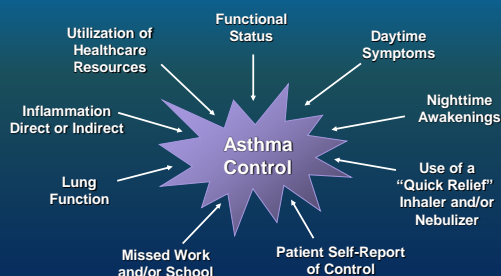 Functional
Status
Utilization of
Healthcare
Resources
Daytime
Symptoms
Inflammation
Direct or Indirect
Nighttime
Awakenings
Asthma
Control
Lung
Function
Use of a
“Quick Relief”
Inhaler and/or
Nebulizer
Missed Work
and/or School
Patient Self-Report
of Control